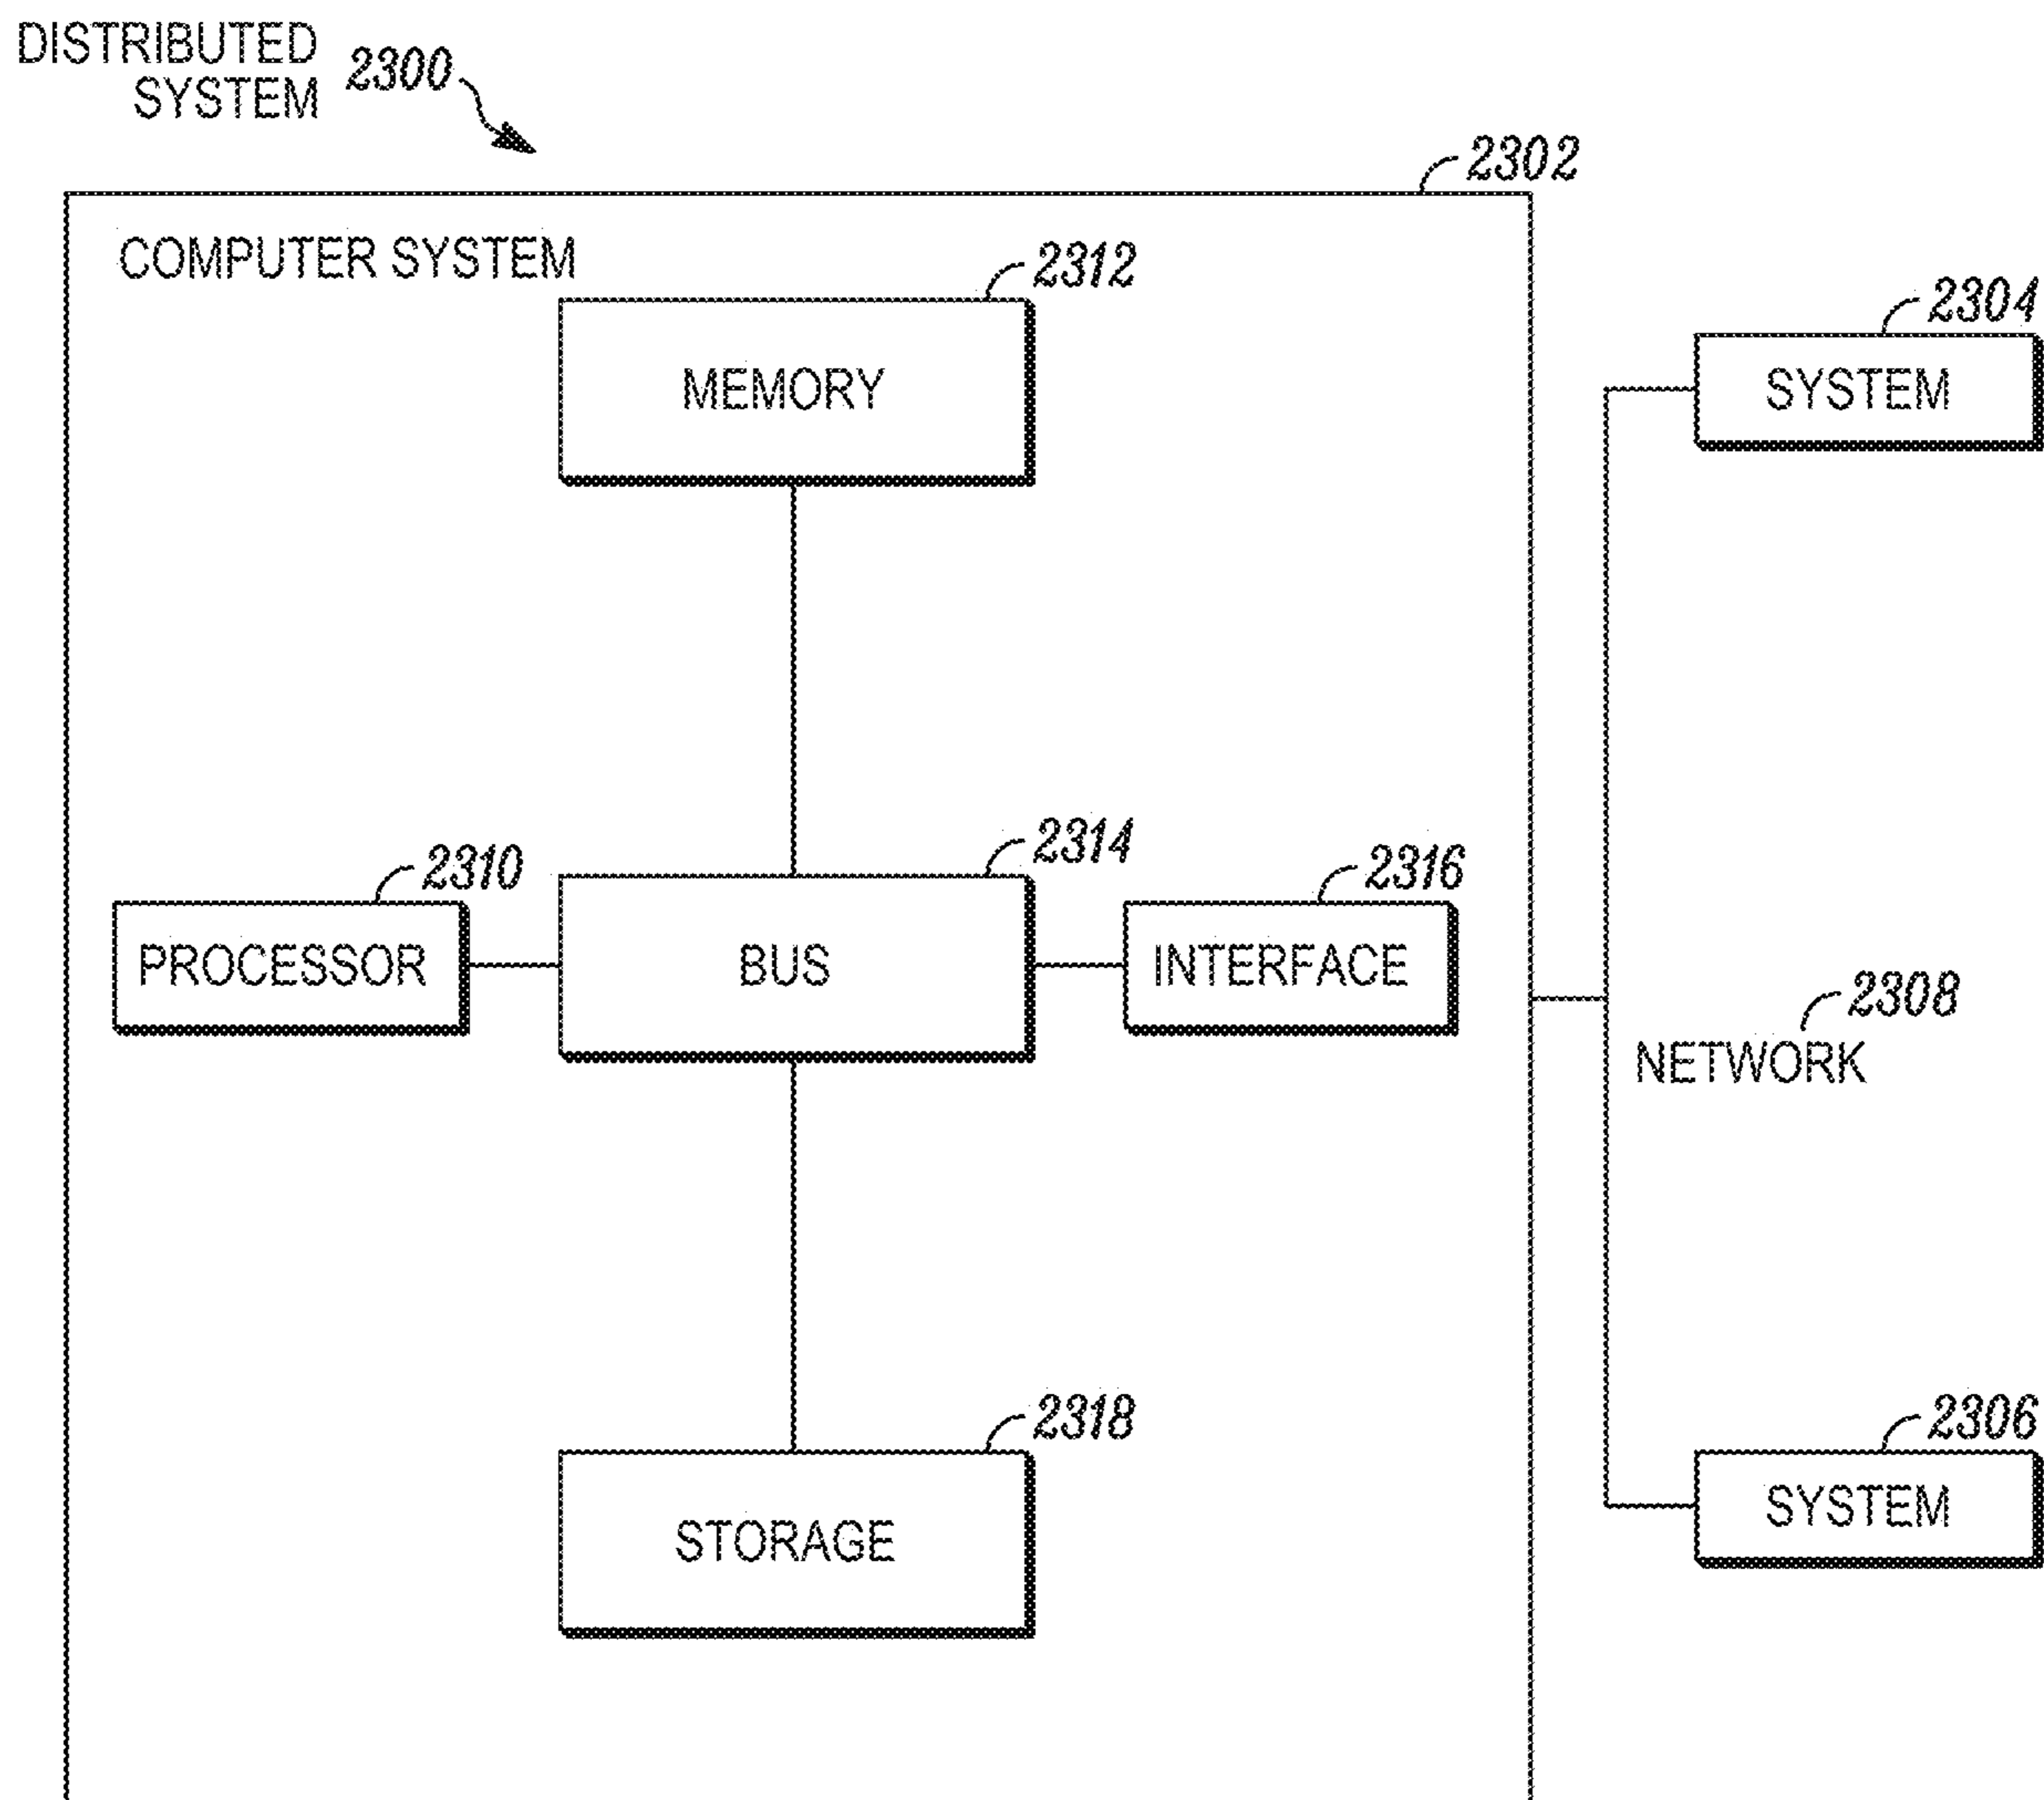 DISTRIBUTED
SYSTEM
2300
2302
COMPUTER SYSTEM
2312
MEMORY
2304
SYSTEM
2310
PROCESSOR
2314
BUS
2316
INTERFACE
2308
NETWORK
2318
STORAGE
2306
SYSTEM